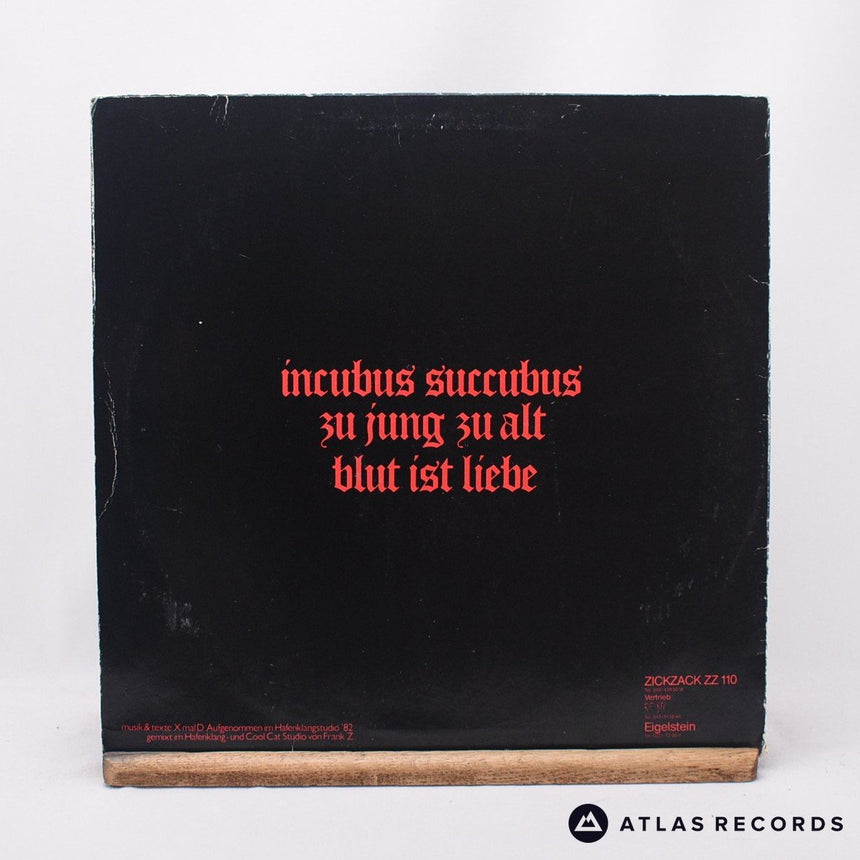 incubus succubus
zu jung zu alt
blut ist liebe
musik & texte X mal D Aufgenommen im Hafenklangstudio '82
gemixt im Hafenklang- und Cool Cat Studio von Frank Z
ZICKZACK ZZ 110
Vertrieb
Eigelstein
ATLAS RECORDS